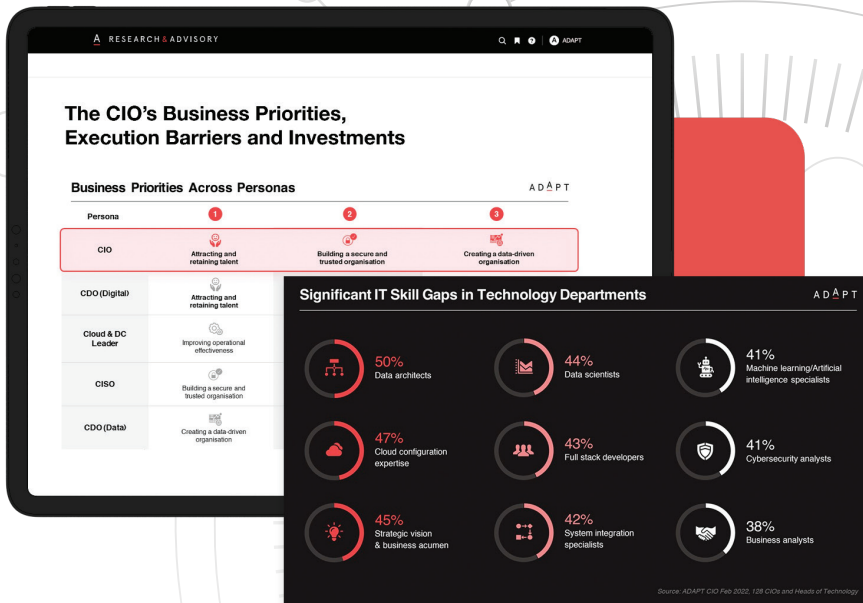 A RESEARCH & ADVISORY
A ADAPT
The CIO's Business Priorities,
Execution Barriers and Investments
Business Priorities Across Personas
ADAPT
Persona
1
2
3
CIO
Attracting and
retaining talent
Building a secure and
trusted organisation
Creating a data-driven
organisation
CDO (Digital)
Attracting and
retaining talent
Cloud & DC
Leader
Improving operational
effectiveness
CISO
Building a secure and
trusted organisation
CDO (Data)
Creating a data-driven
organisation
Significant IT Skill Gaps in Technology Departments
ADAPT
50%
Data architects
44%
Data scientists
41%
Machine learning/Artificial
intelligence specialists
47%
Cloud configuration
expertise
43%
Full stack developers
41%
Cybersecurity analysts
45%
Strategic vision
& business acumen
42%
System integration
specialists
38%
Business analysts
Source: ADAPT CIO Feb 2022, 128 CIOs and Heads of Technology